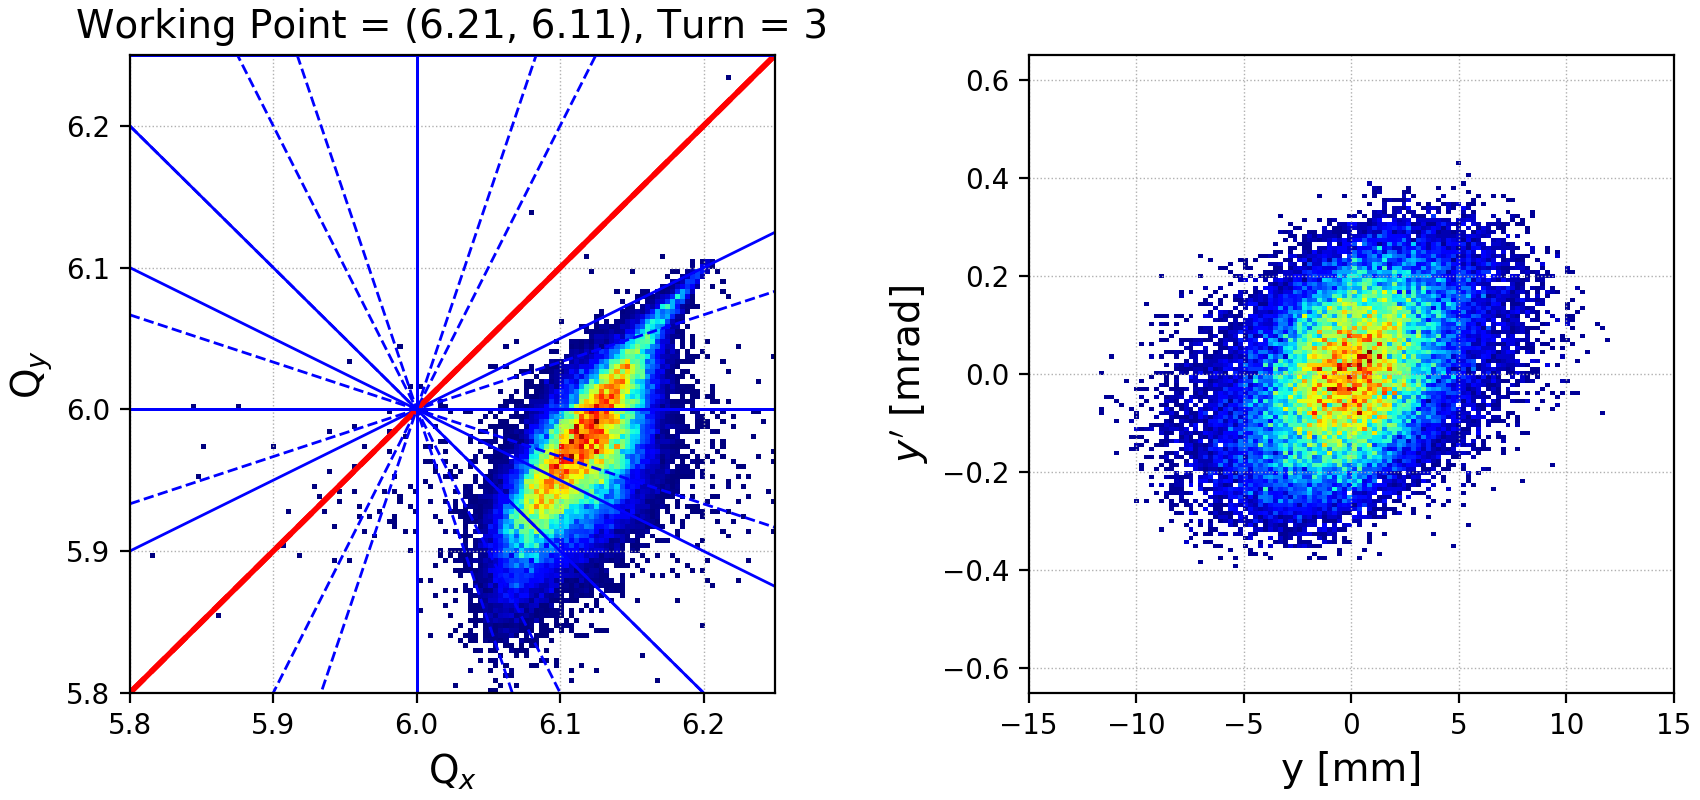 Working Point = (6.21, 6.11), Turn = 3
6.2
6.1
6.0
5.9
5.8
Q_y
5.8 5.9 6.0 6.1 6.2
Q_x
0.6
0.4
0.2
0.0
−0.2
−0.4
−0.6
y′ [mrad]
−15 −10 −5 0 5 10 15
y [mm]